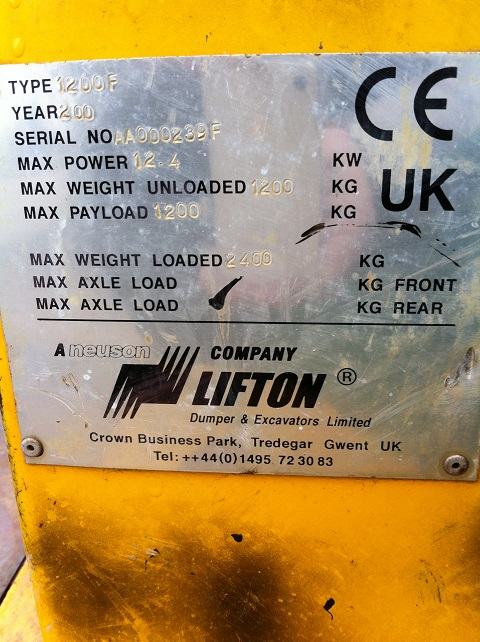 TYPE 1200F
YEAR 200
SERIAL NO AA000239F
MAX POWER 12.4 KW
MAX WEIGHT UNLOADED 1200 KG
MAX PAYLOAD 1200 KG
CE
UK
MAX WEIGHT LOADED 2400 KG
MAX AXLE LOAD KG FRONT
MAX AXLE LOAD KG REAR
A neuson COMPANY
LIFTON ®
Dumper & Excavators Limited
Crown Business Park, Tredegar Gwent UK
Tel: ++44(0)1495 72 30 83